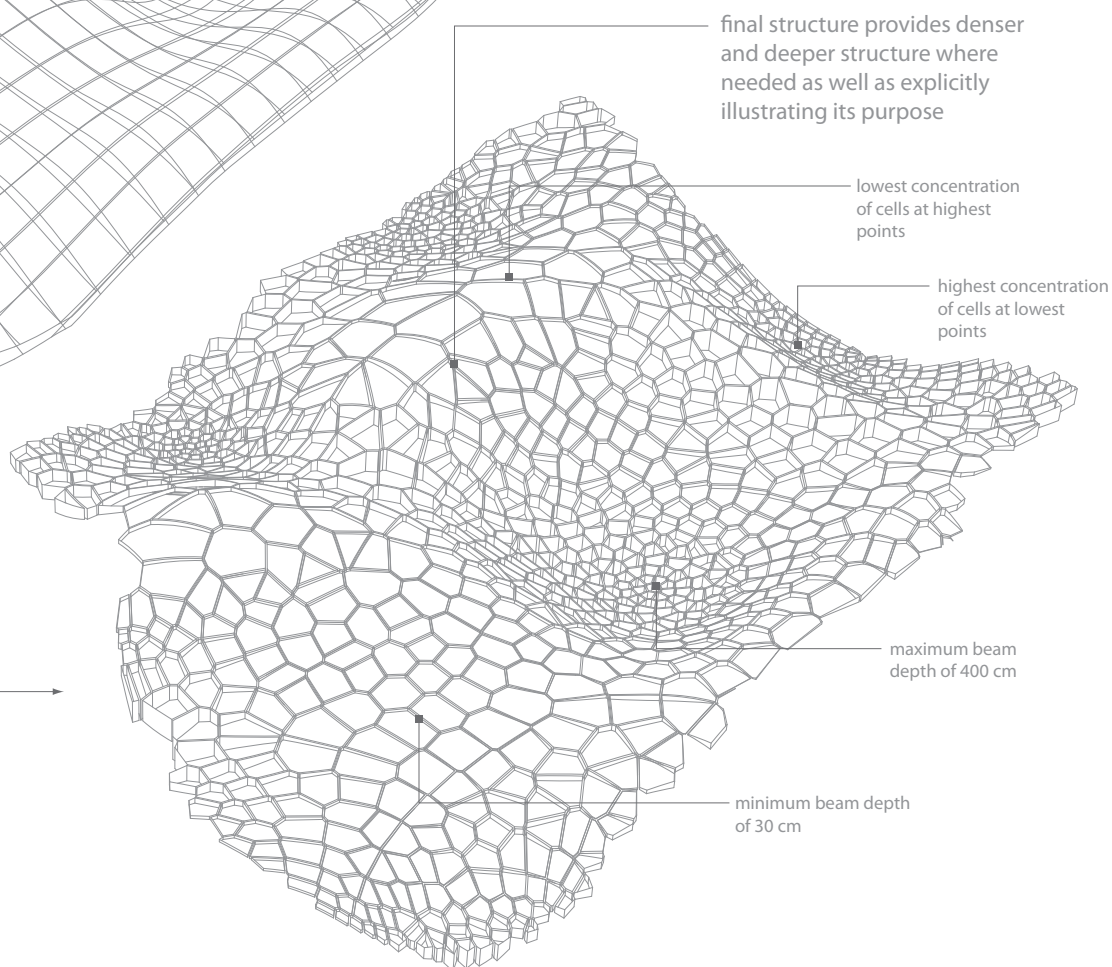 final structure provides denser
and deeper structure where
needed as well as explicitly
illustrating its purpose
lowest concentration
of cells at highest
points
highest concentration
of cells at lowest
points
maximum beam
depth of 400 cm
minimum beam depth
of 30 cm